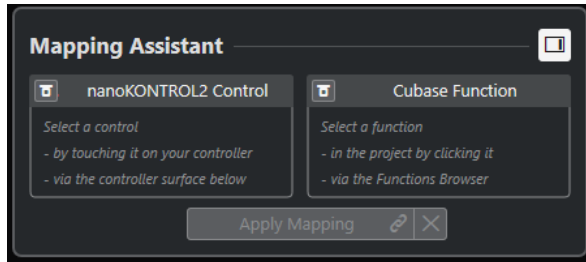 Mapping Assistant
nanoKONTROL2 Control
Select a control
- by touching it on your controller
- via the controller surface below
Cubase Function
Select a function
- in the project by clicking it
- via the Functions Browser
Apply Mapping